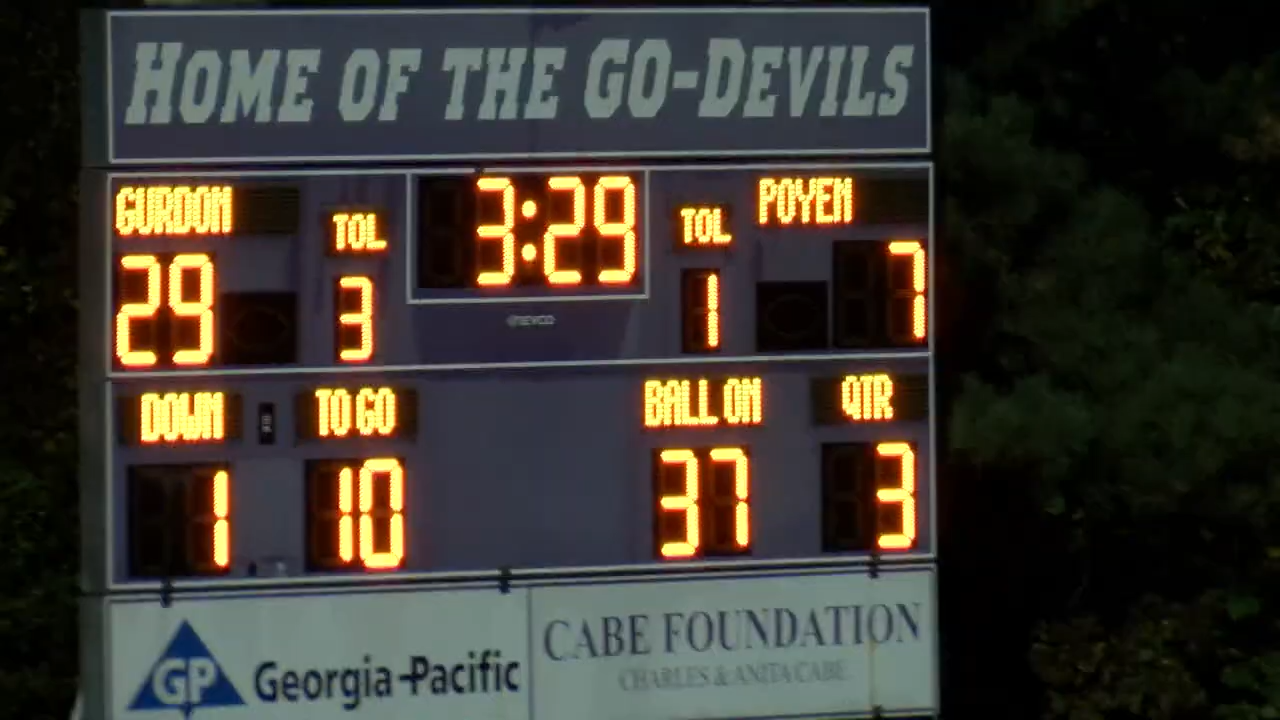 HOME OF THE GO-DEVILS
GURDON TOL 3:29 TOL POYEN
29 3 1 7
@NEVCO
DOWN TO GO BALL ON QTR
1 10 37 3
GP Georgia-Pacific
CABE FOUNDATION
CHARLES & ANITA CABE